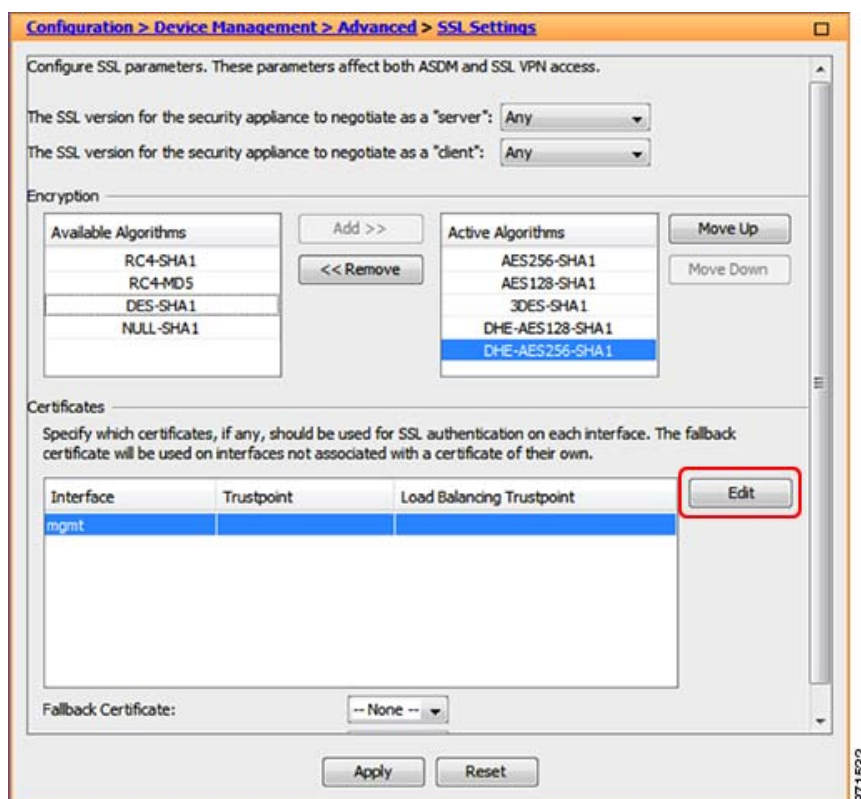 Configuration > Device Management > Advanced > SSL Settings
Configure SSL parameters. These parameters affect both ASDM and SSL VPN access.
The SSL version for the security appliance to negotiate as a "server": Any
The SSL version for the security appliance to negotiate as a "client": Any
Encryption
Available Algorithms
RC4-SHA1
RC4-MD5
DES-SHA1
NULL-SHA1
Add >>
<< Remove
Active Algorithms
AES256-SHA1
AES128-SHA1
3DES-SHA1
DHE-AES128-SHA1
DHE-AES256-SHA1
Move Up
Move Down
Certificates
Specify which certificates, if any, should be used for SSL authentication on each interface. The fallback
certificate will be used on interfaces not associated with a certificate of their own.
Interface Trustpoint Load Balancing Trustpoint
mgmt
Edit
Fallback Certificate: -- None --
Apply Reset